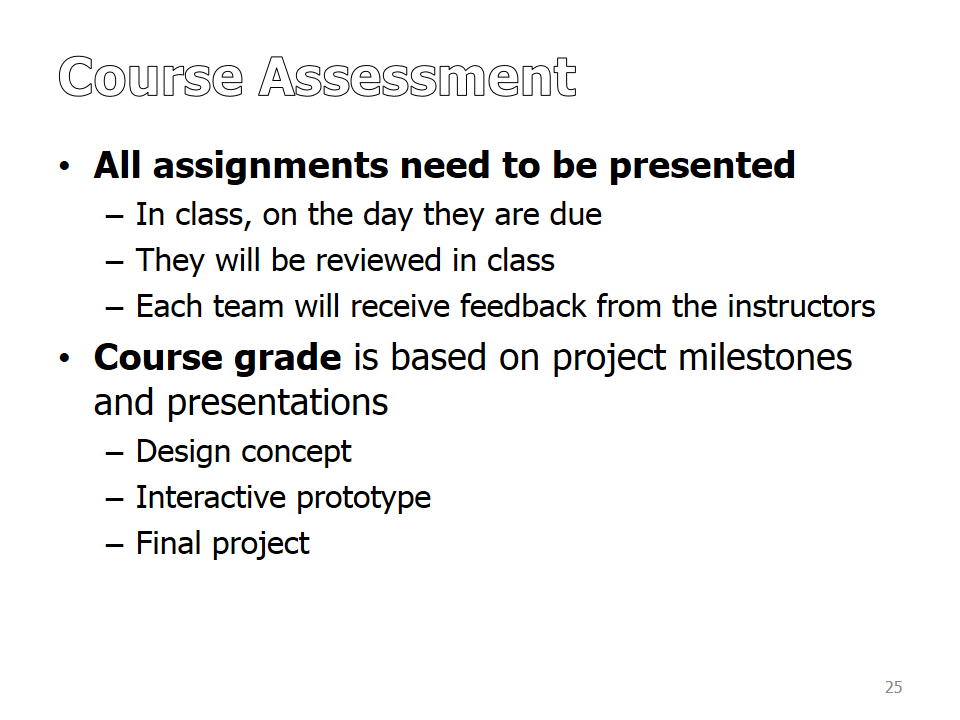 Course Assessment
• All assignments need to be presented
– In class, on the day they are due
– They will be reviewed in class
– Each team will receive feedback from the instructors
• Course grade is based on project milestones
and presentations
– Design concept
– Interactive prototype
– Final project
25